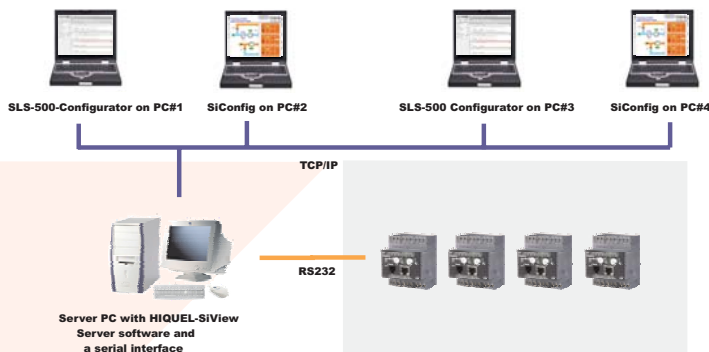 SLS-500-Configurator on PC#1
SiConfig on PC#2
SLS-500 Configurator on PC#3
SiConfig on PC#4
TCP/IP
RS232
Server PC with HIQUEL-SiView
Server software and
a serial interface